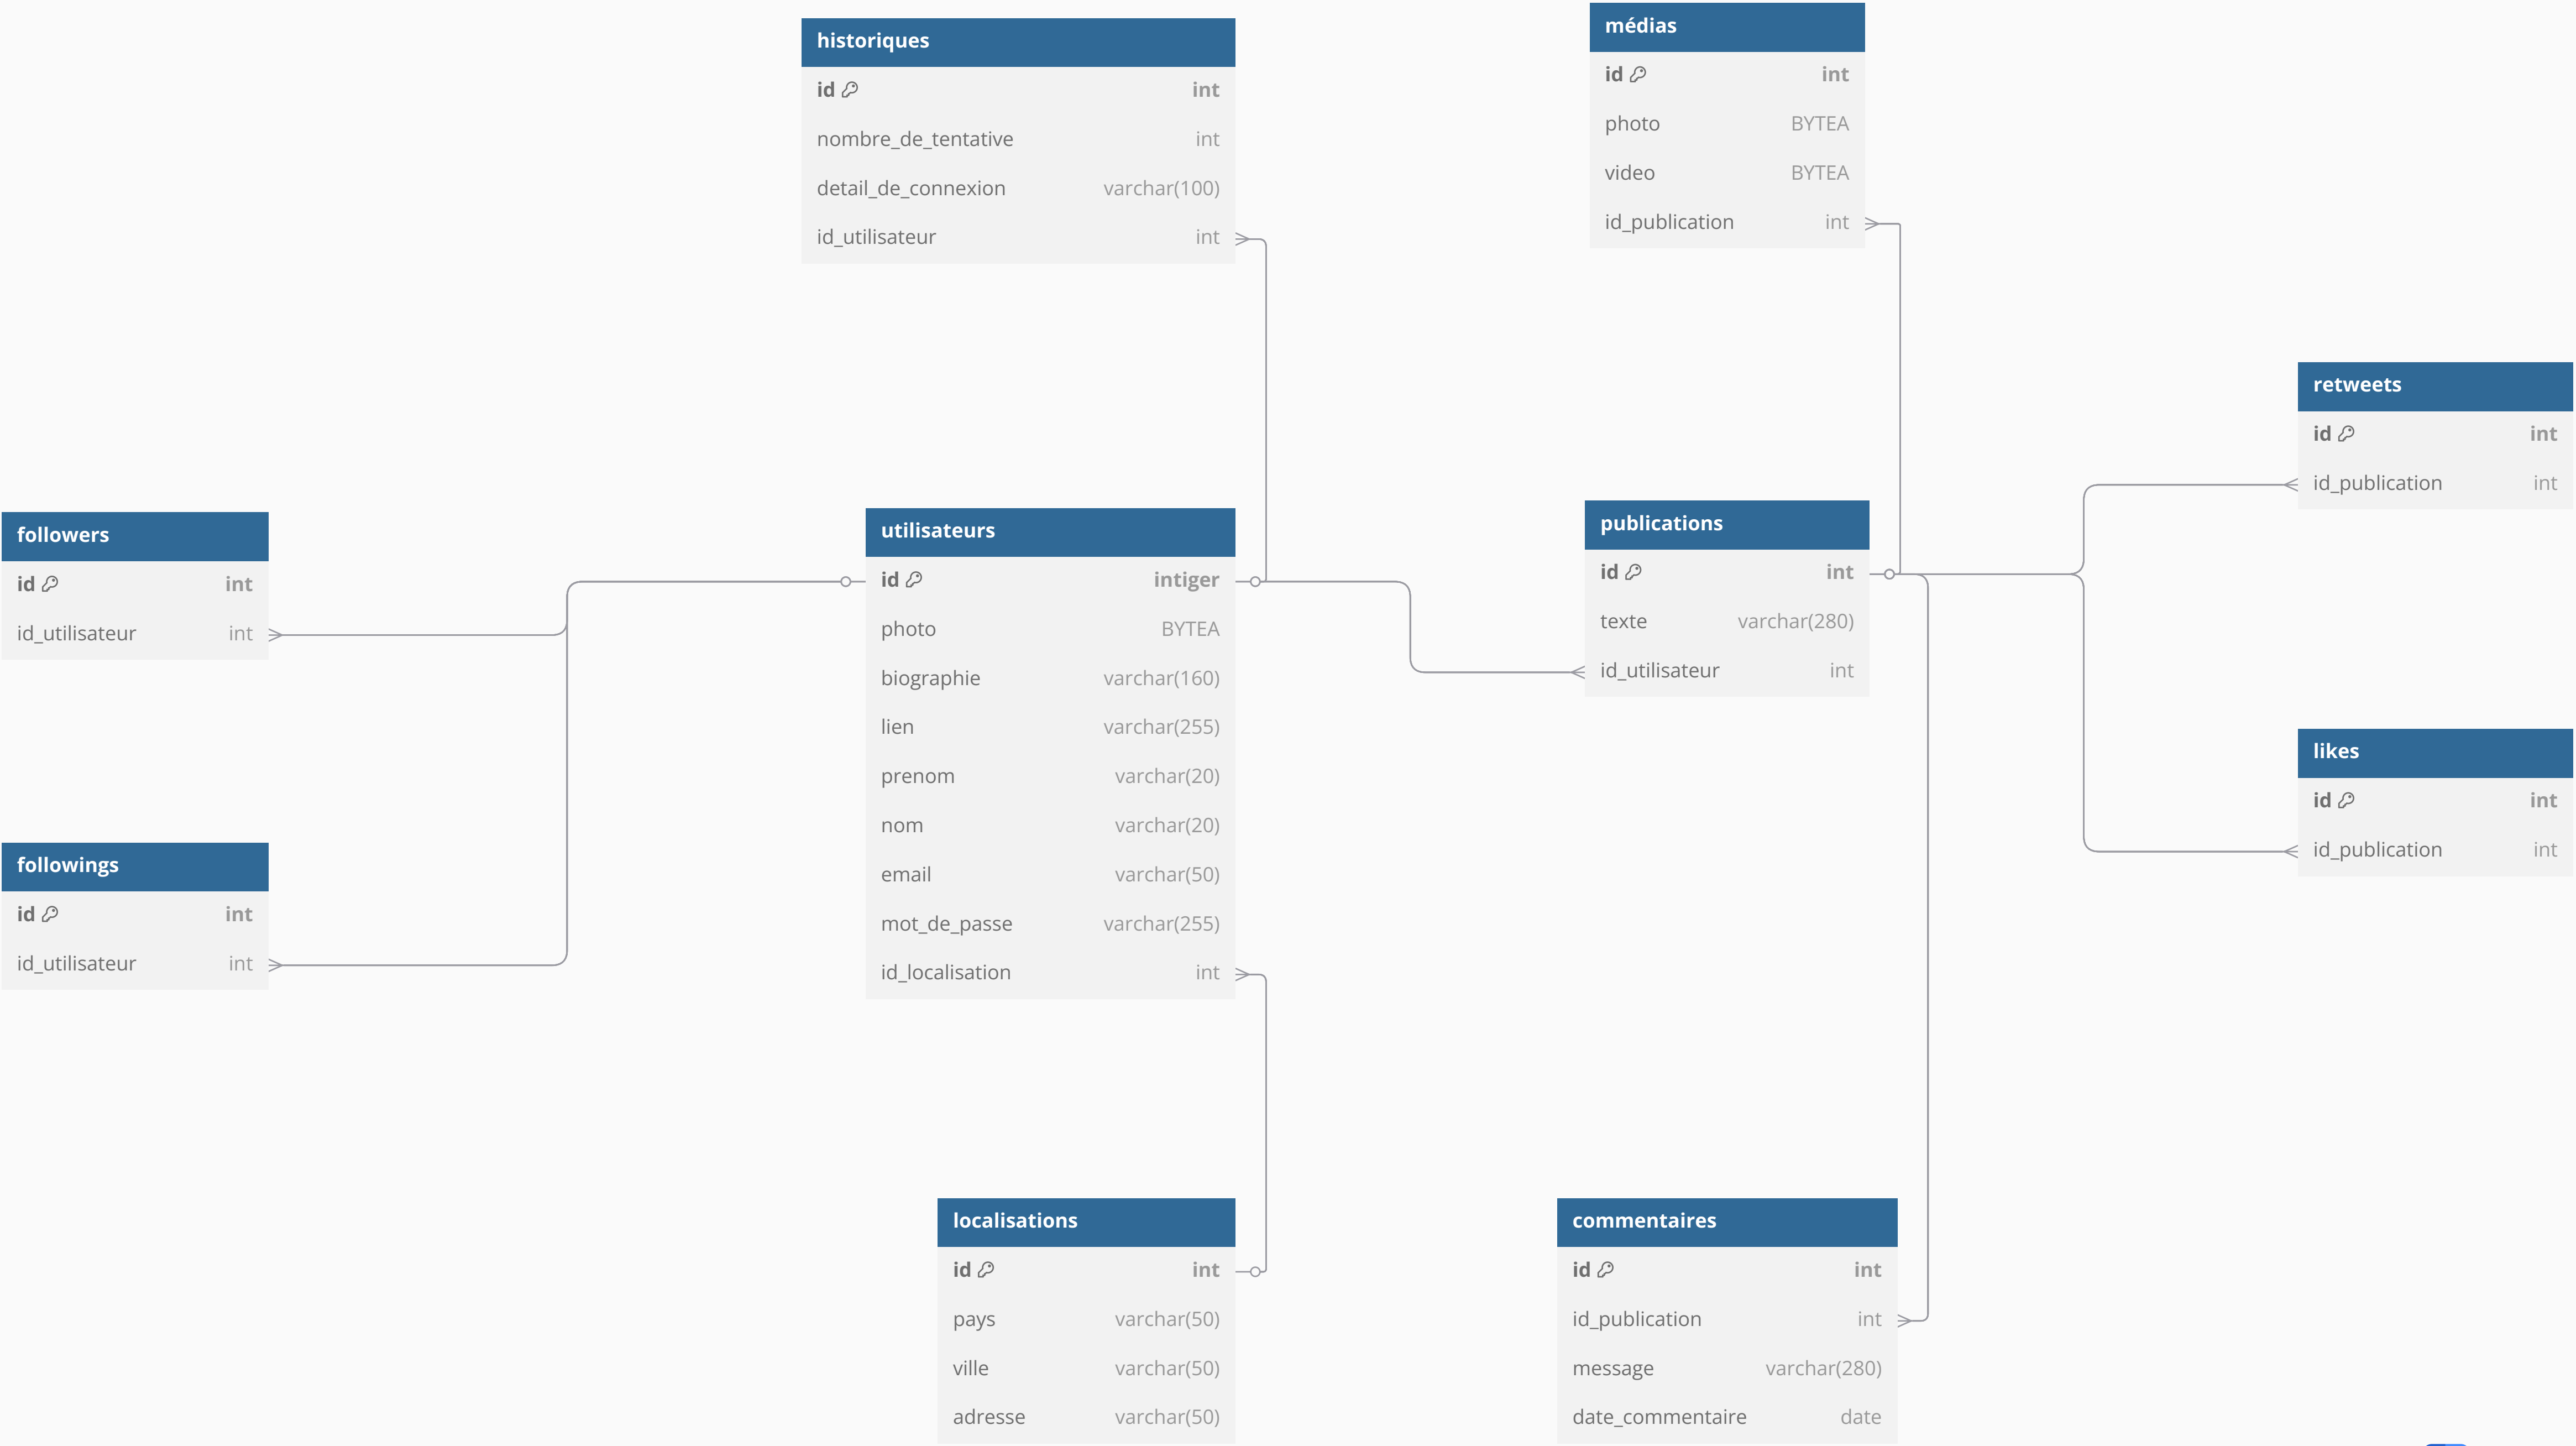 historiques
id int
nombre_de_tentative int
detail_de_connexion varchar(100)
id_utilisateur int
médias
id int
photo BYTEA
video BYTEA
id_publication int
retweets
id int
id_publication int
followers
id int
id_utilisateur int
utilisateurs
id intiger
photo BYTEA
biographie varchar(160)
lien varchar(255)
prenom varchar(20)
nom varchar(20)
email varchar(50)
mot_de_passe varchar(255)
id_localisation int
publications
id int
texte varchar(280)
id_utilisateur int
likes
id int
id_publication int
followings
id int
id_utilisateur int
localisations
id int
pays varchar(50)
ville varchar(50)
adresse varchar(50)
commentaires
id int
id_publication int
message varchar(280)
date_commentaire date